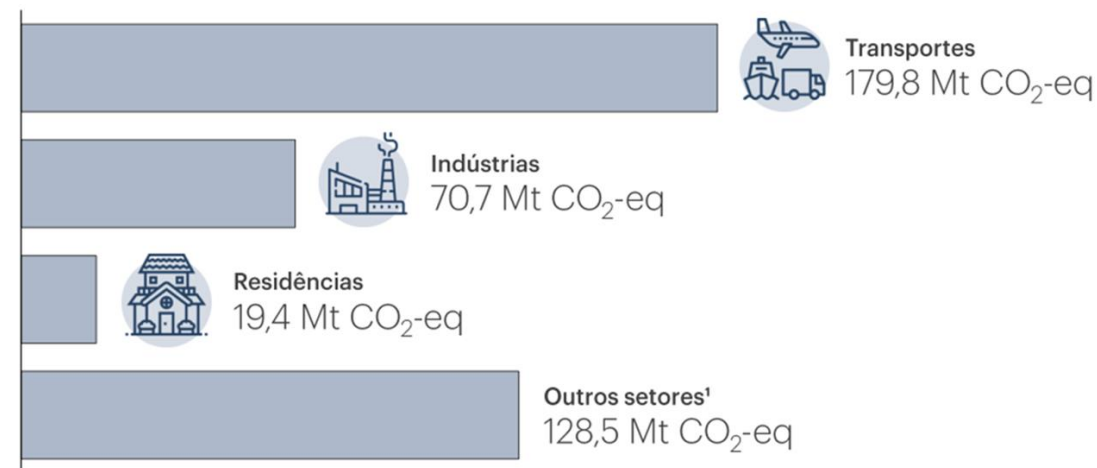 Transportes
179,8 Mt CO₂-eq
Indústrias
70,7 Mt CO₂-eq
Residências
19,4 Mt CO₂-eq
Outros setores¹
128,5 Mt CO₂-eq